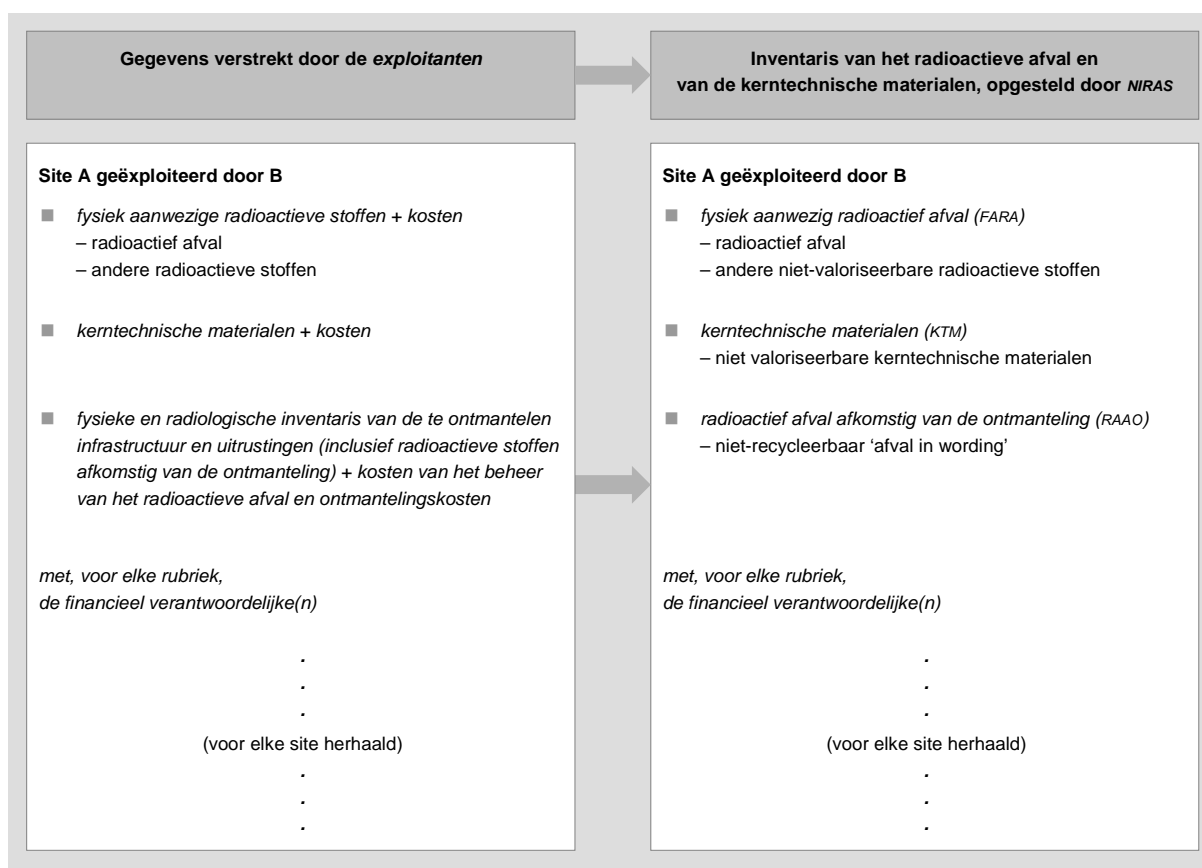 Gegevens verstrekt door de exploitanten
Inventaris van het radioactieve afval en
van de kerntechnische materialen, opgesteld door NIRAS
Site A geëxploiteerd door B
■ fysiek aanwezige radioactieve stoffen + kosten
– radioactief afval
– andere radioactieve stoffen
■ kerntechnische materialen + kosten
■ fysieke en radiologische inventaris van de te ontmantelen
infrastructuur en uitrustingen (inclusief radioactieve stoffen
afkomstig van de ontmanteling) + kosten van het beheer
van het radioactieve afval en ontmantelingskosten
met, voor elke rubriek,
de financieel verantwoordelijke(n)
.
.
.
(voor elke site herhaald)
.
.
.
Site A geëxploiteerd door B
■ fysiek aanwezig radioactief afval (FARA)
– radioactief afval
– andere niet-valoriseerbare radioactieve stoffen
■ kerntechnische materialen (KTM)
– niet valoriseerbare kerntechnische materialen
■ radioactief afval afkomstig van de ontmanteling (RAAO)
– niet-recycleerbaar ‘afval in wording’
met, voor elke rubriek,
de financieel verantwoordelijke(n)
.
.
.
(voor elke site herhaald)
.
.
.